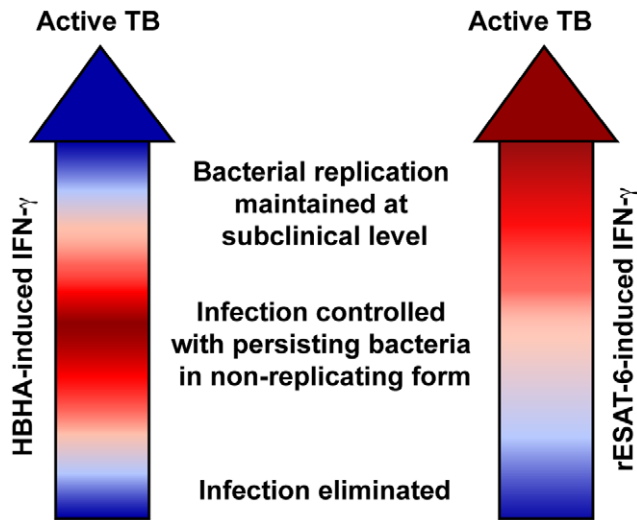 Active TB
Active TB
HBHA-induced IFN-γ
Bacterial replication
maintained at
subclinical level
Infection controlled
with persisting bacteria
in non-replicating form
Infection eliminated
rESAT-6-induced IFN-γ